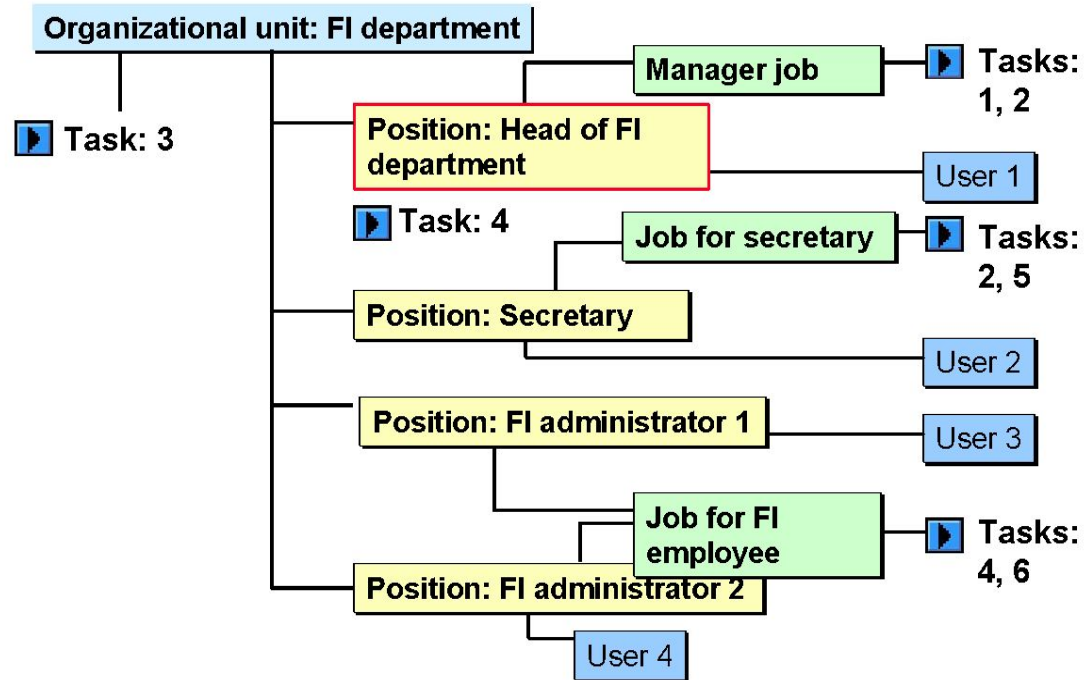 Organizational unit: FI department
Manager job
Tasks:
1, 2
Task: 3
Position: Head of FI
department
User 1
Task: 4
Job for secretary
Tasks:
2, 5
Position: Secretary
User 2
Position: FI administrator 1
User 3
Job for FI
employee
Tasks:
4, 6
Position: FI administrator 2
User 4